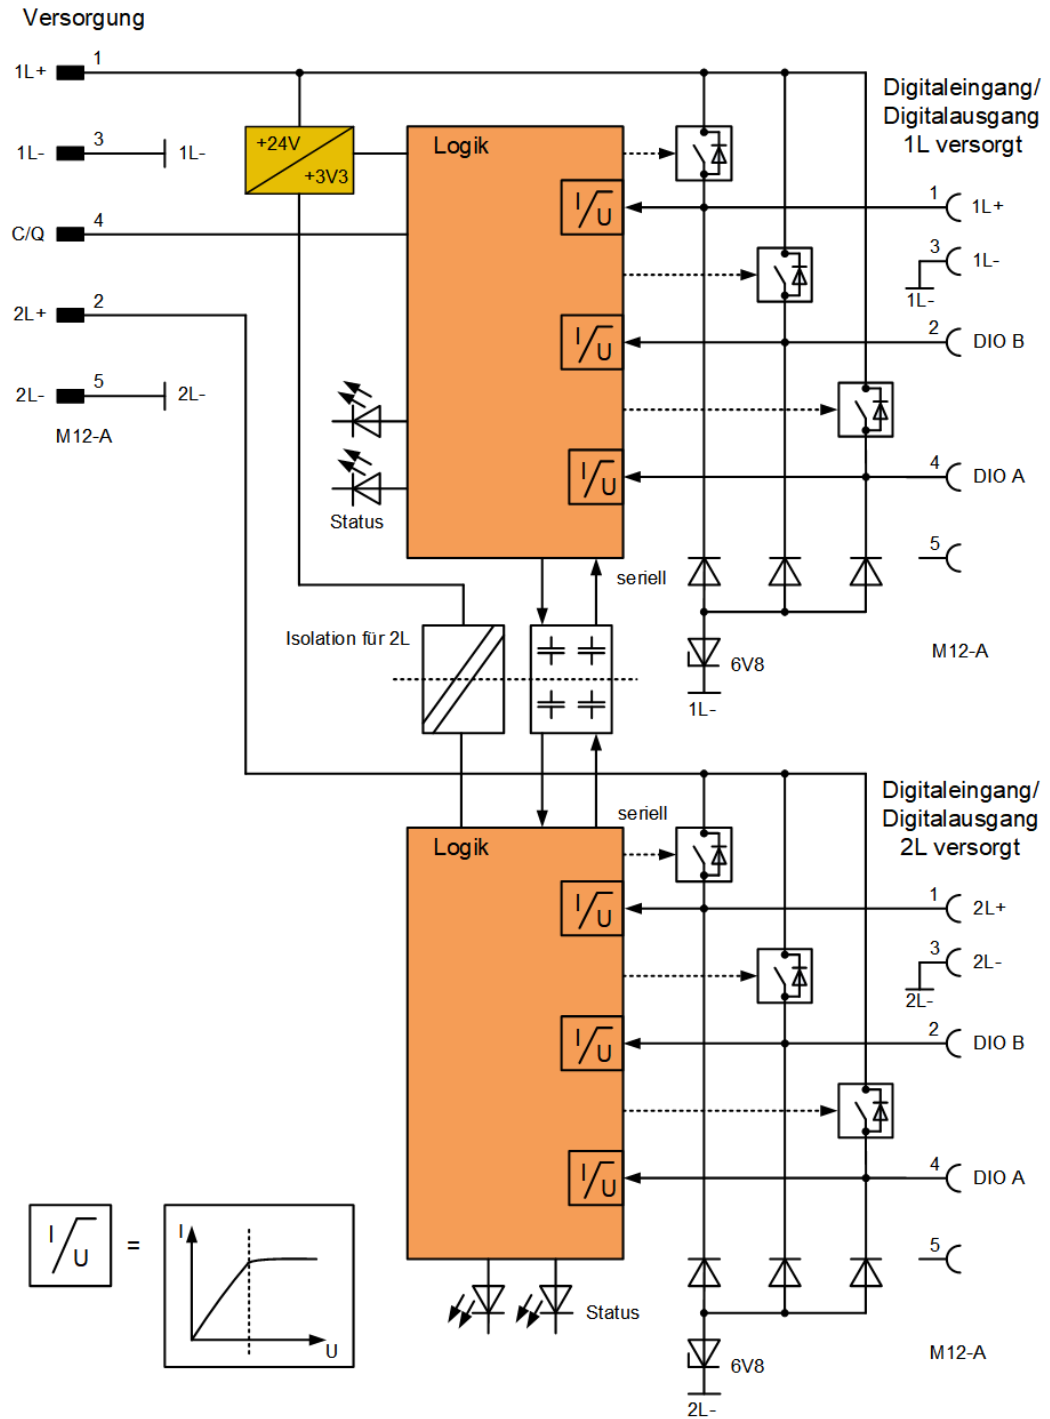 Versorgung
1L+
1
1L-
3
1L-
C/Q
4
2L+
2
2L-
5
2L-
M12-A
+24V
+3V3
Logik
I/U
I/U
I/U
Status
Digitaleingang/
Digitalausgang
1L versorgt
1
1L+
3
1L-
1L-
2
DIO B
4
DIO A
5
M12-A
6V8
1L-
seriell
Isolation für 2L
seriell
Logik
I/U
I/U
I/U
Status
Digitaleingang/
Digitalausgang
2L versorgt
1
2L+
3
2L-
2L-
2
DIO B
4
DIO A
5
M12-A
6V8
2L-
I/U
=
I
U